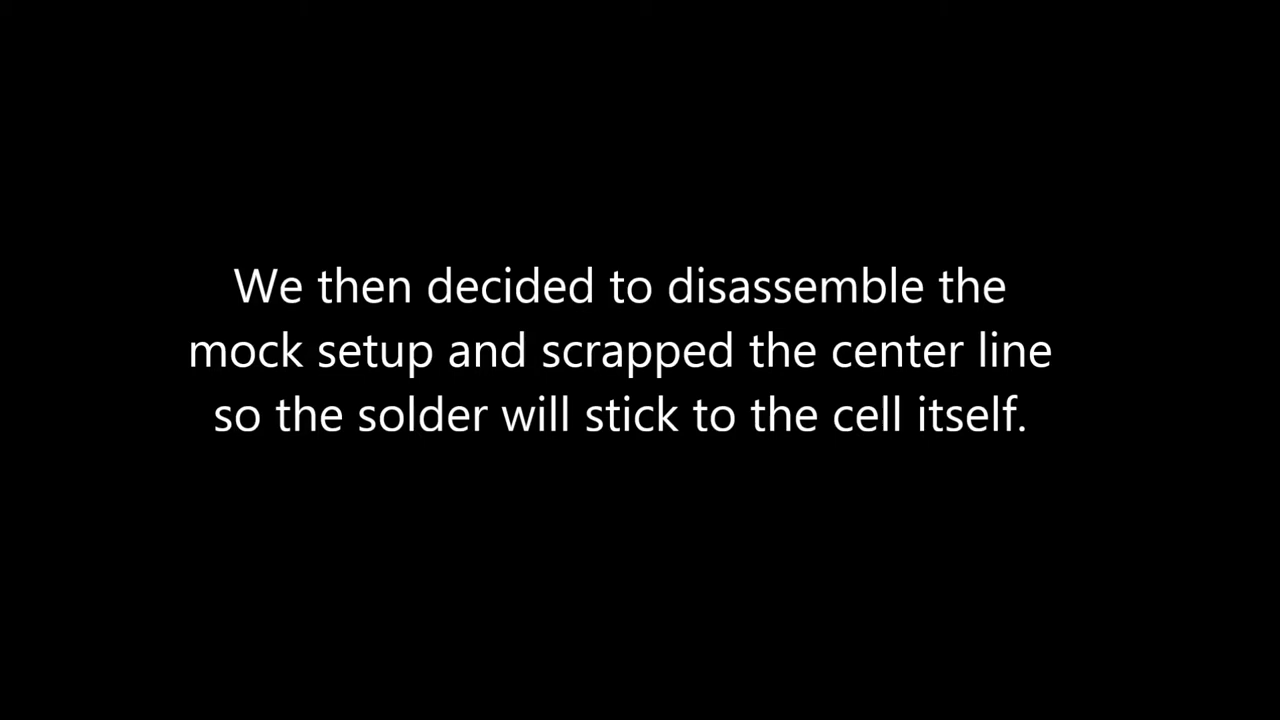 We then decided to disassemble the
mock setup and scrapped the center line
so the solder will stick to the cell itself.